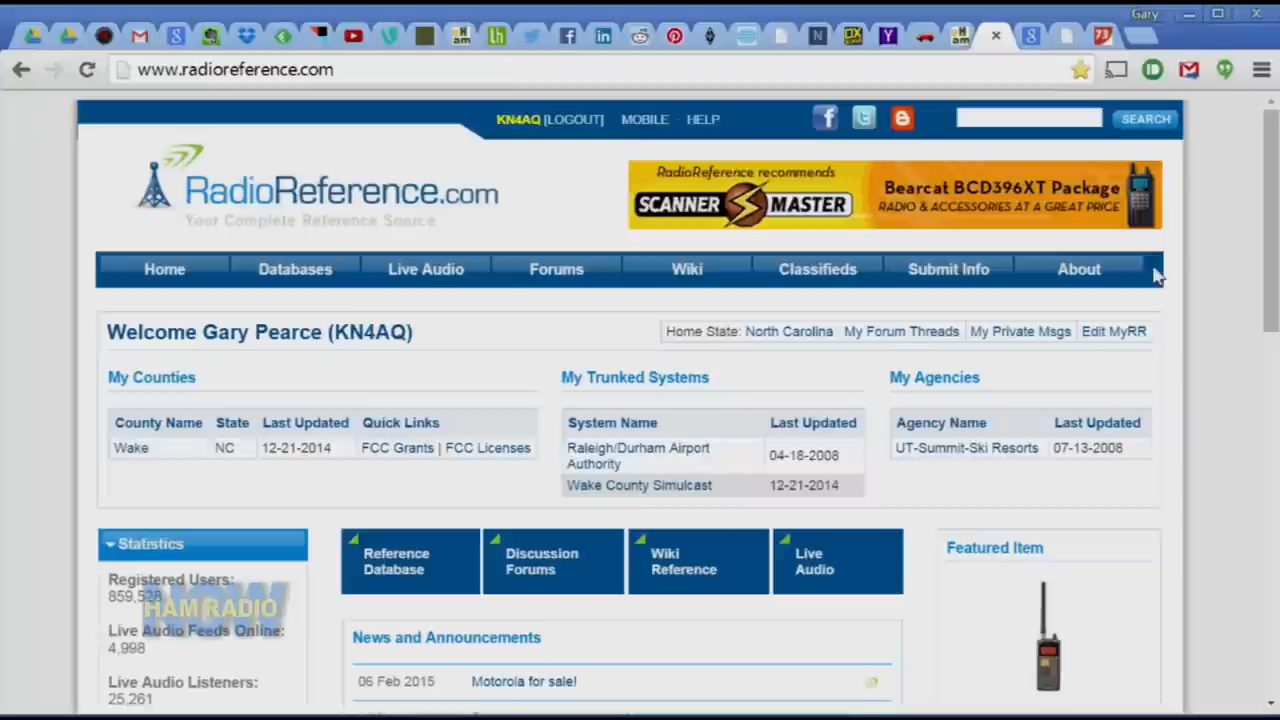 Gary
www.radioreference.com
KN4AQ [LOGOUT] MOBILE · HELP
SEARCH
RadioReference.com
Your Complete Reference Source
RadioReference recommends
SCANNER MASTER
Bearcat BCD396XT Package
RADIO & ACCESSORIES AT A GREAT PRICE
Home Databases Live Audio Forums Wiki Classifieds Submit Info About
Welcome Gary Pearce (KN4AQ)
Home State: North Carolina My Forum Threads My Private Msgs Edit MyRR
My Counties
County Name State Last Updated Quick Links
Wake NC 12-21-2014 FCC Grants | FCC Licenses
My Trunked Systems
System Name Last Updated
Raleigh/Durham Airport
Authority 04-18-2008
Wake County Simulcast 12-21-2014
My Agencies
Agency Name Last Updated
UT-Summit-Ski Resorts 07-13-2008
Statistics
Registered Users:
859,528
HAM RADIO
NOW
Live Audio Feeds Online:
4,998
Live Audio Listeners:
25,261
Reference
Database
Discussion
Forums
Wiki
Reference
Live
Audio
News and Announcements
06 Feb 2015 Motorola for sale!
Featured Item